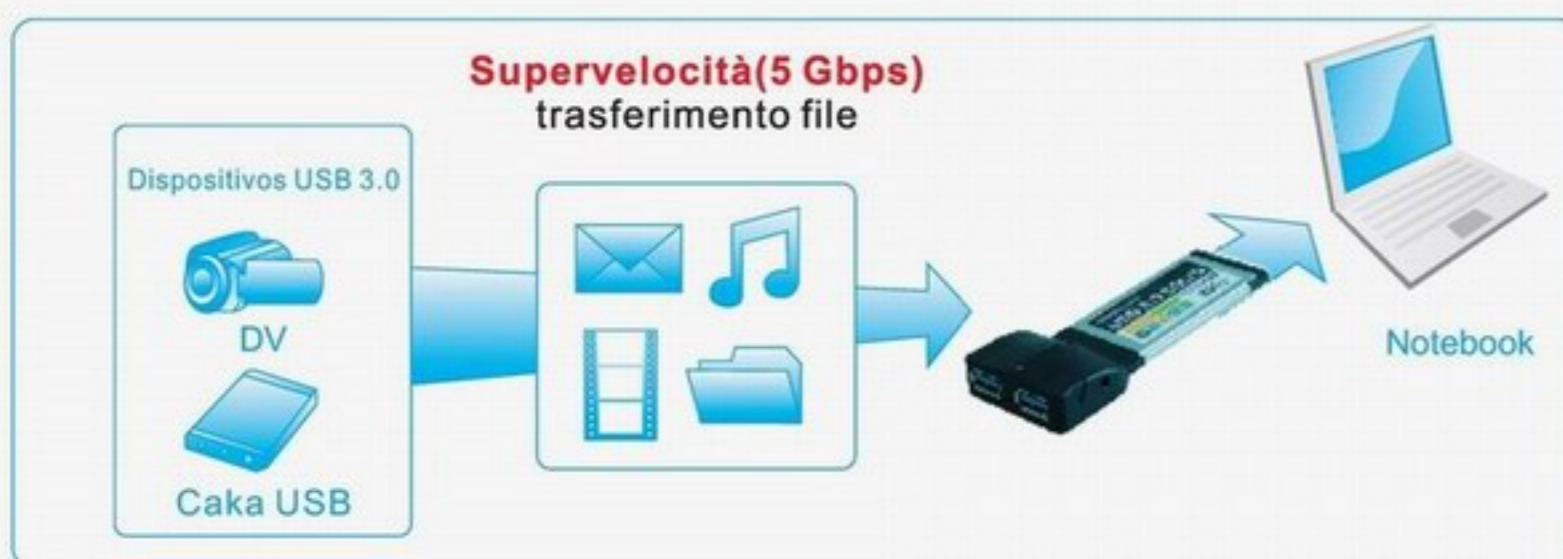 Supervelocità(5 Gbps)
trasferimento file
Dispositivos USB 3.0
DV
Caka USB
Notebook